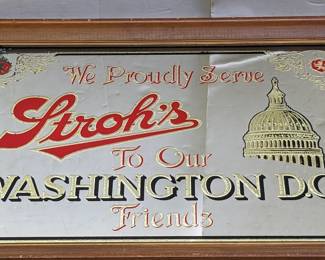 We Proudly Serve
Stroh's
To Our
WASHINGTON D.C.
Friends